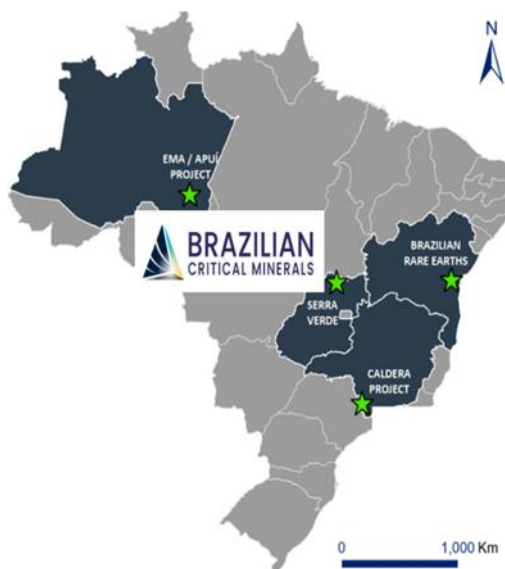 N
EMA / APUÍ
PROJECT
BRAZILIAN
CRITICAL MINERALS
BRAZILIAN
RARE EARTHS
SERRA
VERDE
CALDERA
PROJECT
0 1,000 Km